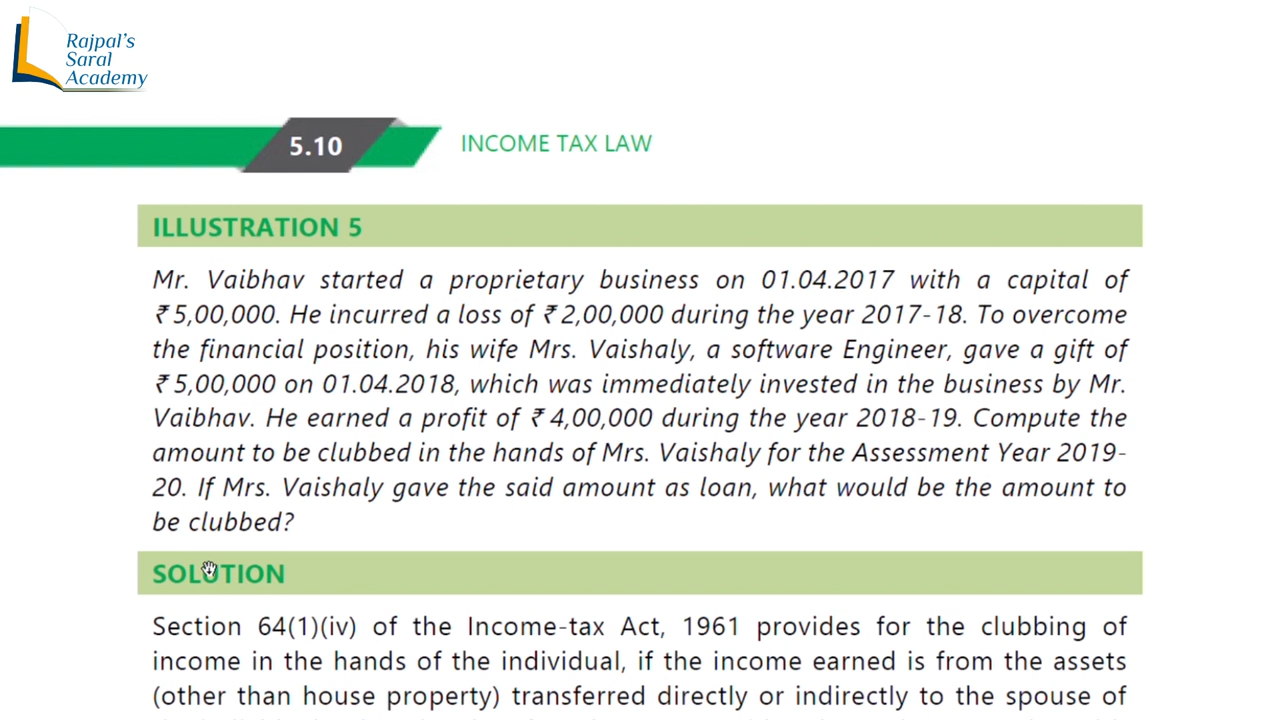 Rajpal's
Saral
Academy
5.10
INCOME TAX LAW
ILLUSTRATION 5
Mr. Vaibhav started a proprietary business on 01.04.2017 with a capital of
₹ 5,00,000. He incurred a loss of ₹ 2,00,000 during the year 2017-18. To overcome
the financial position, his wife Mrs. Vaishaly, a software Engineer, gave a gift of
₹ 5,00,000 on 01.04.2018, which was immediately invested in the business by Mr.
Vaibhav. He earned a profit of ₹ 4,00,000 during the year 2018-19. Compute the
amount to be clubbed in the hands of Mrs. Vaishaly for the Assessment Year 2019-
20. If Mrs. Vaishaly gave the said amount as loan, what would be the amount to
be clubbed?
SOLUTION
Section 64(1)(iv) of the Income-tax Act, 1961 provides for the clubbing of
income in the hands of the individual, if the income earned is from the assets
(other than house property) transferred directly or indirectly to the spouse of